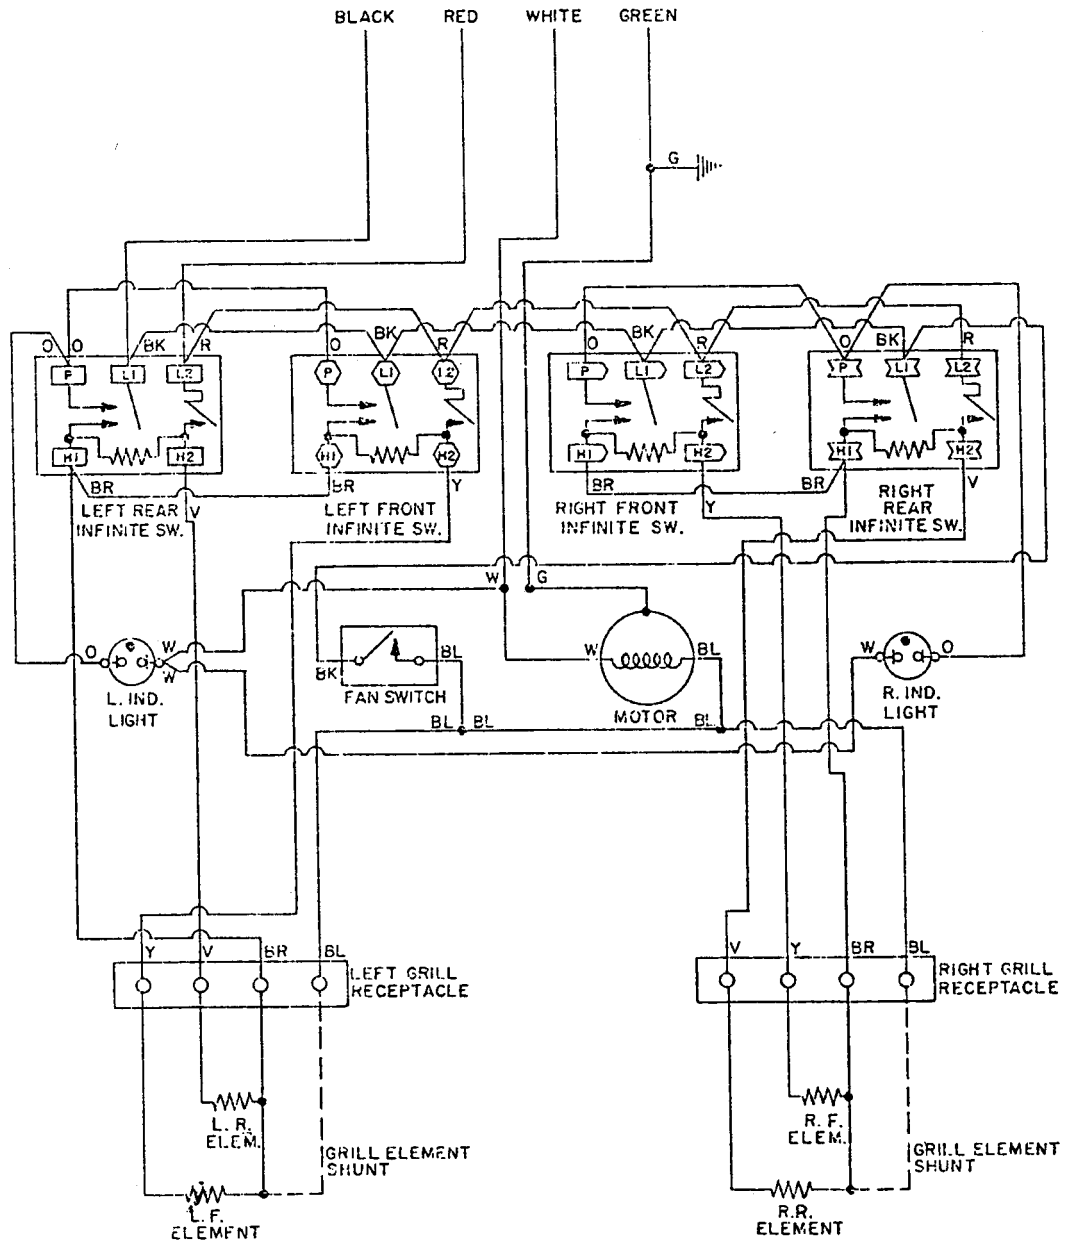 BLACK RED WHITE GREEN
G
O O BK R
O BK R
O BK R
O BK R
P L1 L2
P L1 L2
P L1 L2
P L1 L2
H1 H2
H1 H2
H1 H2
H1 H2
BR V
BR Y
BR Y
BR V
LEFT REAR
INFINITE SW.
LEFT FRONT
INFINITE SW.
RIGHT FRONT
INFINITE SW.
RIGHT
REAR
INFINITE SW.
W G
O W
W
L. IND.
LIGHT
BK BL
FAN SWITCH
W BL
MOTOR
W O
R. IND.
LIGHT
BL BL
BL
Y V BR BL
LEFT GRILL
RECEPTACLE
V Y BR BL
RIGHT GRILL
RECEPTACLE
L. R.
ELEM.
GRILL ELEMENT
SHUNT
L. F.
ELEMENT
R. F.
ELEM.
GRILL ELEMENT
SHUNT
R.R.
ELEMENT